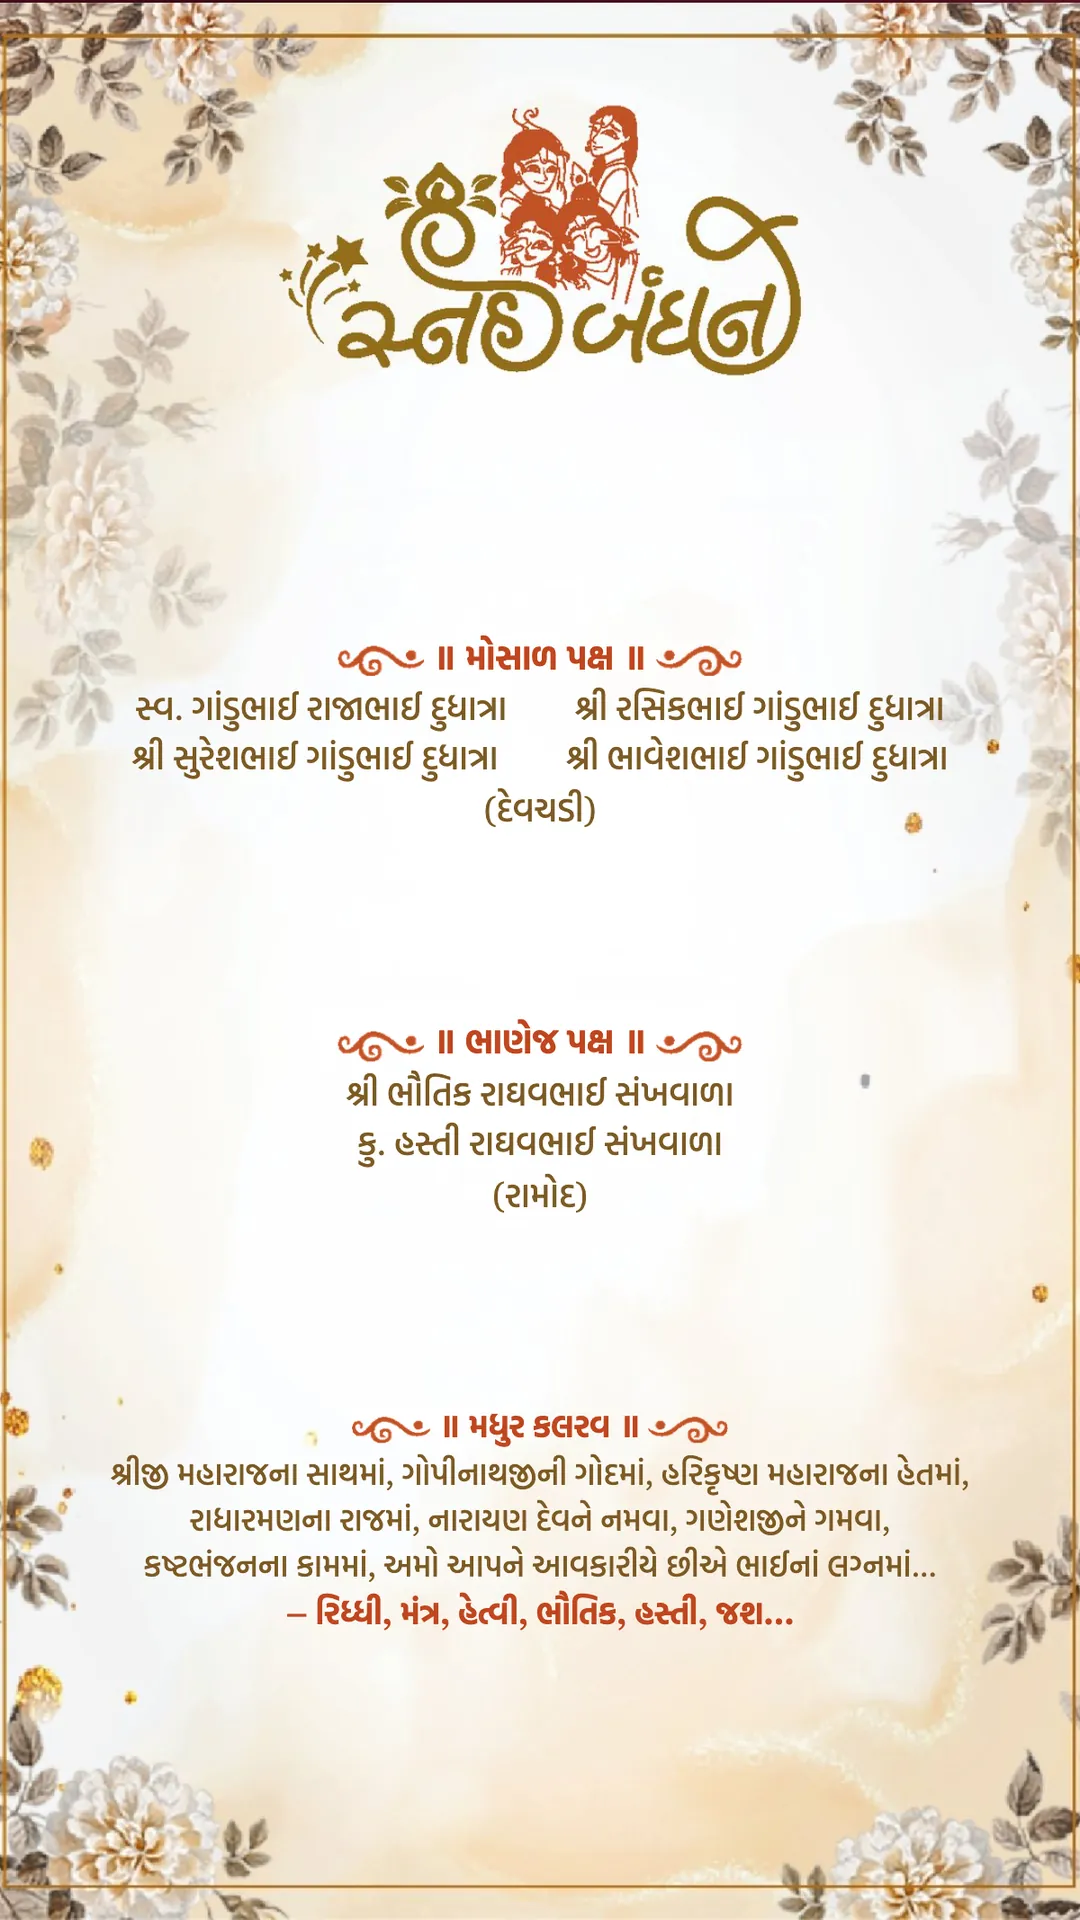 સ્નેહ બંધન
॥ મોસાળ પક્ષ ॥
સ્વ. ગાંડુભાઈ રાજાભાઈ દુધાત્રા શ્રી રસિકભાઈ ગાંડુભાઈ દુધાત્રા
શ્રી સુરેશભાઈ ગાંડુભાઈ દુધાત્રા શ્રી ભાવેશભાઈ ગાંડુભાઈ દુધાત્રા
(દેવચડી)
॥ ભાણેજ પક્ષ ॥
શ્રી ભૌતિક રાઘવભાઈ સંખવાળા
કુ. હસ્તી રાઘવભાઈ સંખવાળા
(રામોદ)
॥ મધુર કલરવ ॥
શ્રીજી મહારાજના સાથમાં, ગોપીનાથજીની ગોદમાં, હરિકૃષ્ણ મહારાજના હેતમાં,
રાધારમણના રાજમાં, નારાયણ દેવને નમવા, ગણેશજીને ગમવા,
કષ્ટભંજનના કામમાં, અમો આપને આવકારીયે છીએ ભાઈનાં લગ્નમાં...
– રિધ્ધી, મંત્ર, હેત્વી, ભૌતિક, હસ્તી, જશ...